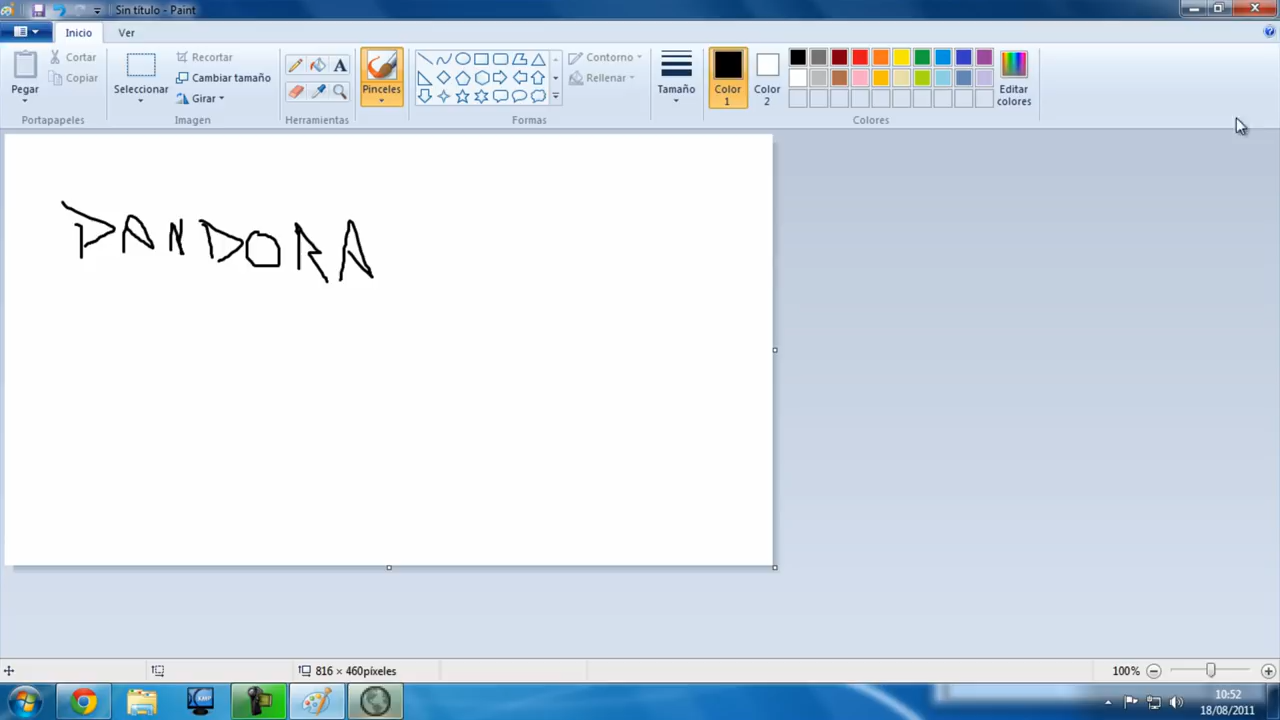 Sin título - Paint
Inicio Ver
Pegar
Cortar
Copiar
Portapapeles
Seleccionar
Recortar
Cambiar tamaño
Girar
Imagen
A
Herramientas
Pinceles
Formas
Contorno
Rellenar
Tamaño
Color 1
Color 2
Colores
Editar colores
PANDORA
816 × 460píxeles
100%
10:52
18/08/2011